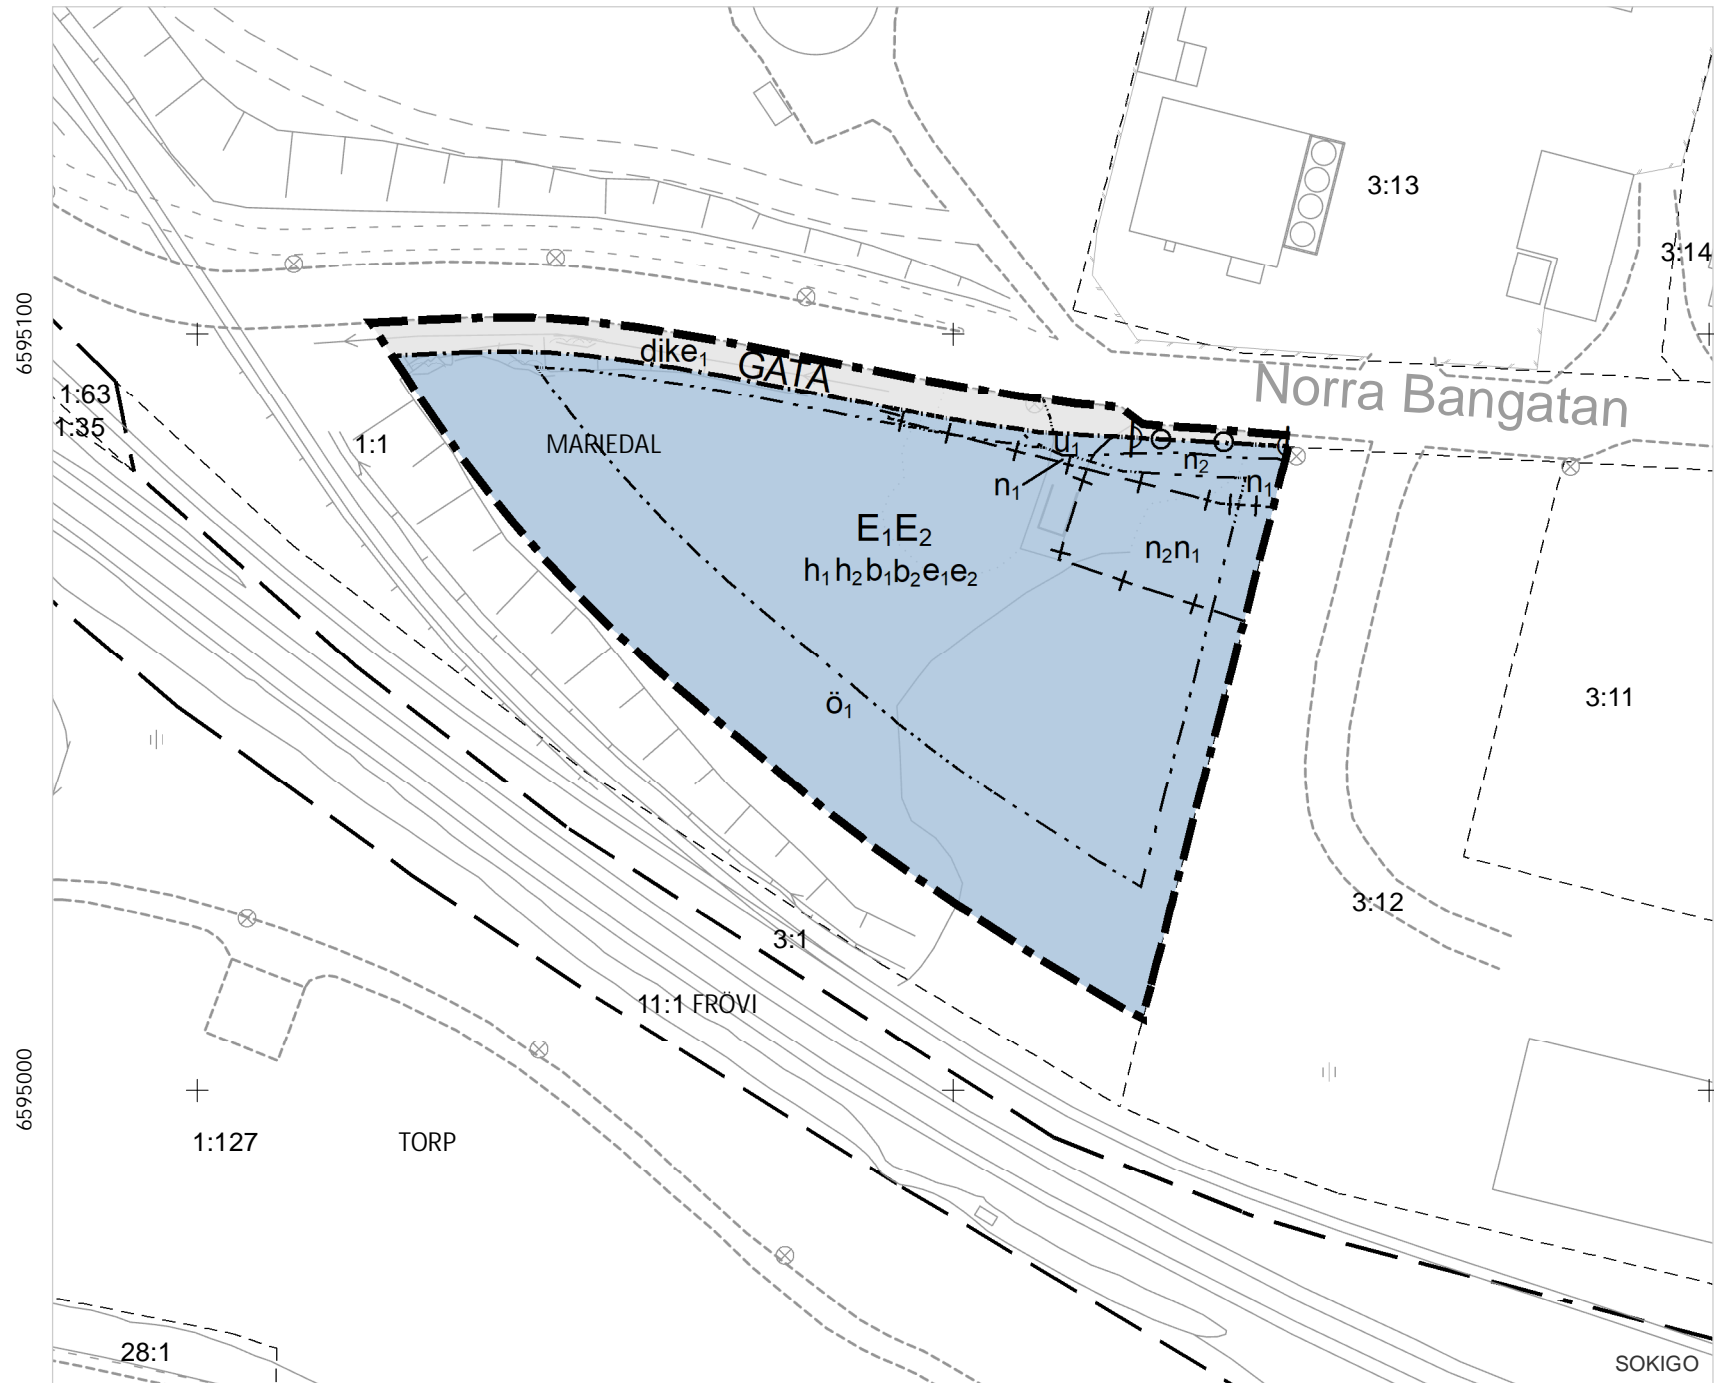 3:13
3:14
6595100
dike₁
GATA
1:63
1:35
1:1
MARIEDAL
Norra Bangatan
u₁
n₂
n₁
n₁
E₁E₂
h₁h₂b₁b₂e₁e₂
n₂n₁
ö₁
3:11
3:12
3:1
11:1 FRÖVI
6595000
1:127
TORP
28:1
SOKIGO